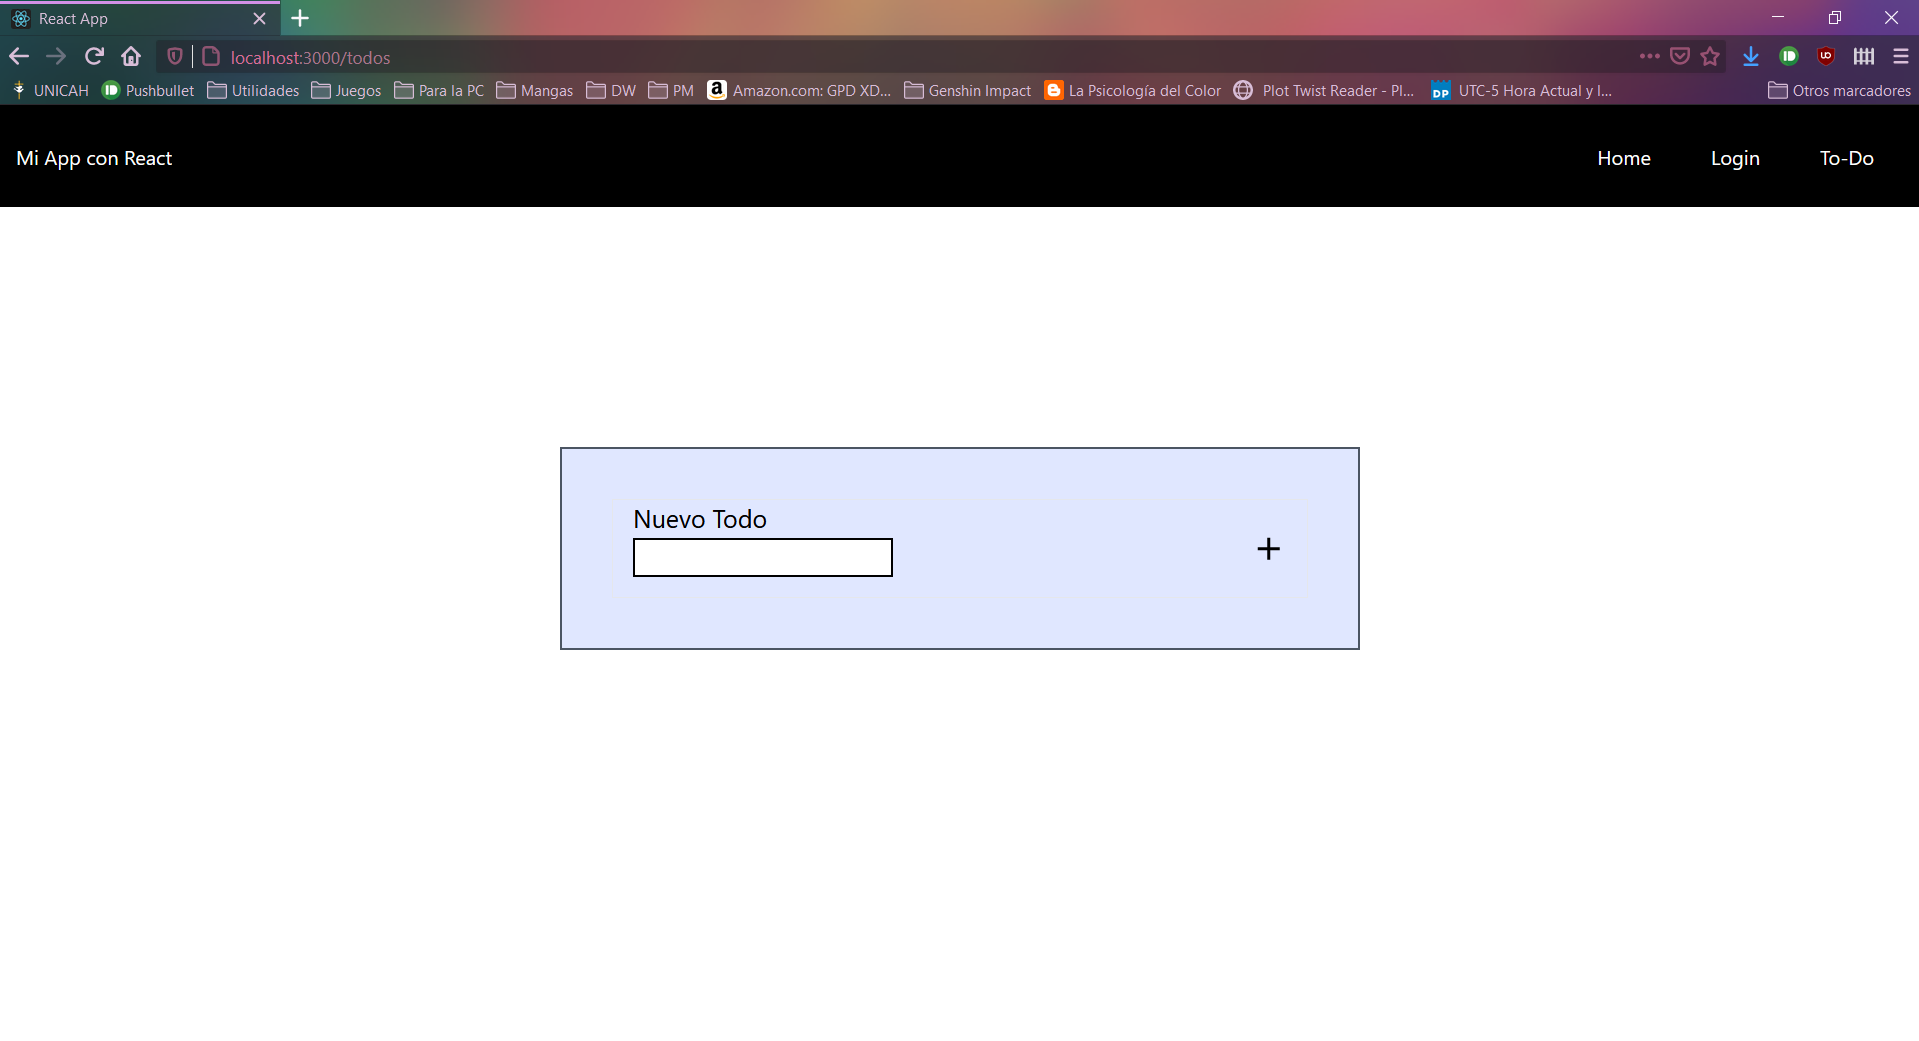 React App
localhost:3000/todos
UNICAH Pushbullet Utilidades Juegos Para la PC Mangas DW PM Amazon.com: GPD XD... Genshin Impact La Psicología del Color Plot Twist Reader - Pl... DP UTC-5 Hora Actual y l... Otros marcadores
Mi App con React Home Login To-Do
Nuevo Todo
+